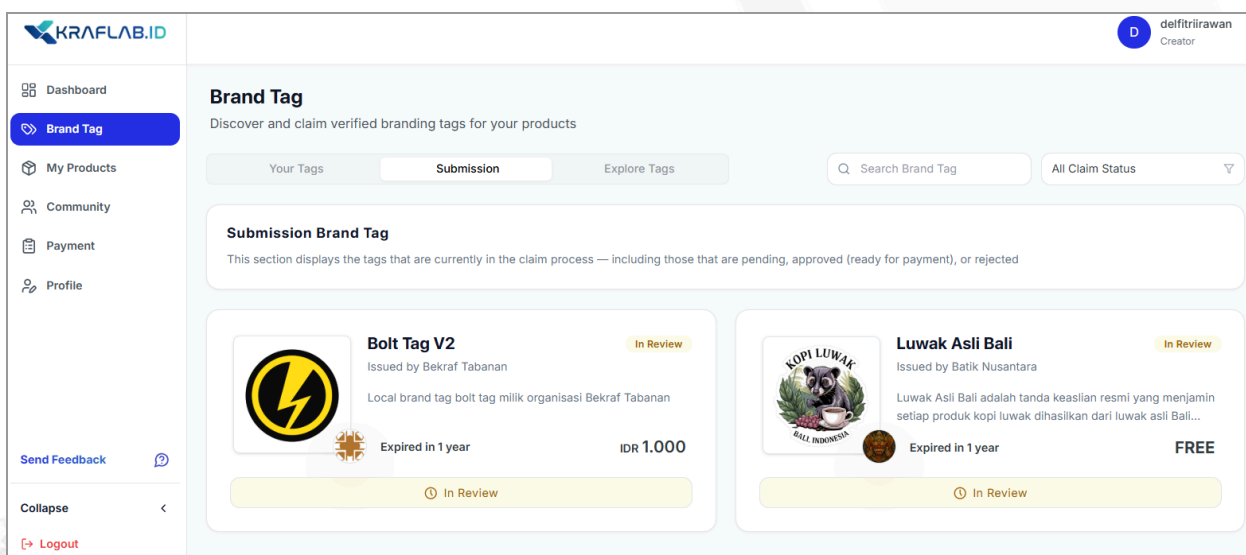 KRAFLAB.ID
D
delfitriirawan
Creator
Dashboard
Brand Tag
My Products
Community
Payment
Profile
Send Feedback
Collapse
Logout
Brand Tag
Discover and claim verified branding tags for your products
Your Tags
Submission
Explore Tags
Search Brand Tag
All Claim Status
Submission Brand Tag
This section displays the tags that are currently in the claim process — including those that are pending, approved (ready for payment), or rejected
Bolt Tag V2
In Review
Issued by Bekraf Tabanan
Local brand tag bolt tag milik organisasi Bekraf Tabanan
Expired in 1 year
IDR 1.000
In Review
KOPI LUWAK
BALI, INDONESIA
Luwak Asli Bali
In Review
Issued by Batik Nusantara
Luwak Asli Bali adalah tanda keaslian resmi yang menjamin
setiap produk kopi luwak dihasilkan dari luwak asli Bali...
Expired in 1 year
FREE
In Review